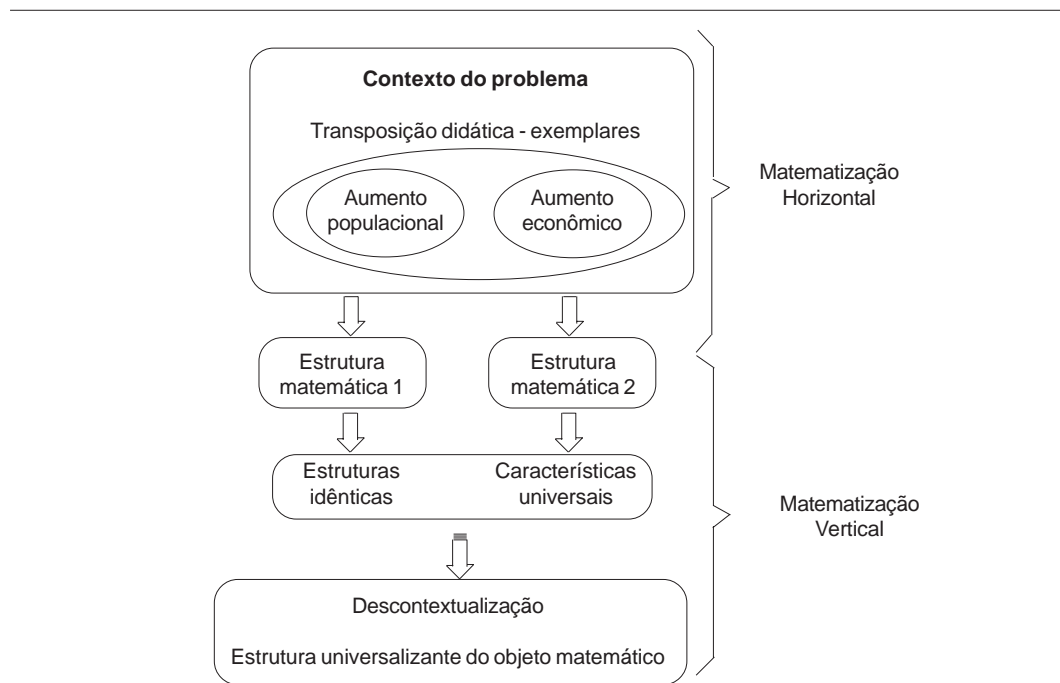 Contexto do problema
Transposição didática - exemplares
Aumento
populacional
Aumento
econômico
Matematização
Horizontal
Estrutura
matemática 1
Estrutura
matemática 2
Estruturas
idênticas
Características
universais
Matematização
Vertical
Descontextualização
Estrutura universalizante do objeto matemático